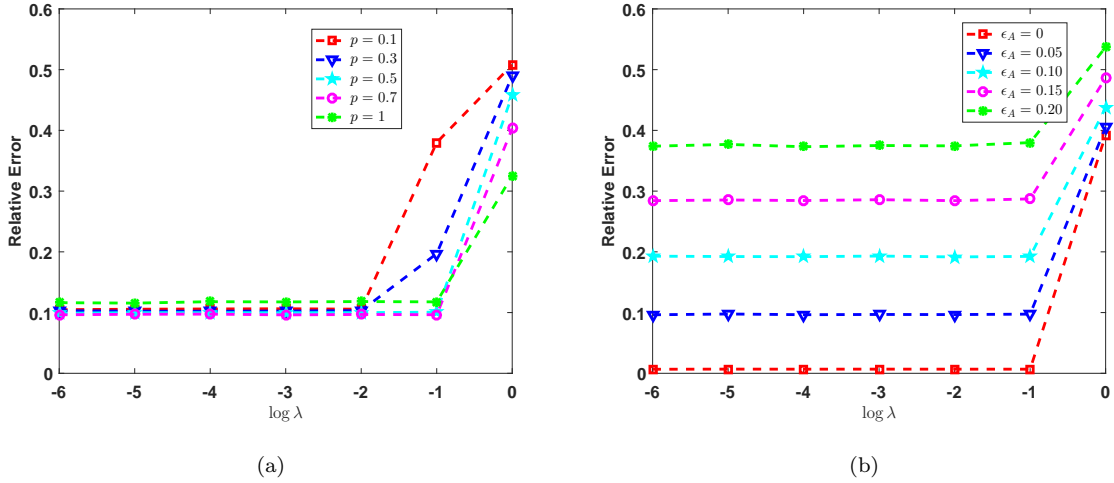 0.6
0.5
0.4
0.3
0.2
0.1
0
Relative Error
-6 -5 -4 -3 -2 -1 0
log λ
p = 0.1
p = 0.3
p = 0.5
p = 0.7
p = 1
(a)
0.6
0.5
0.4
0.3
0.2
0.1
0
Relative Error
-6 -5 -4 -3 -2 -1 0
log λ
ϵ_A = 0
ϵ_A = 0.05
ϵ_A = 0.10
ϵ_A = 0.15
ϵ_A = 0.20
(b)